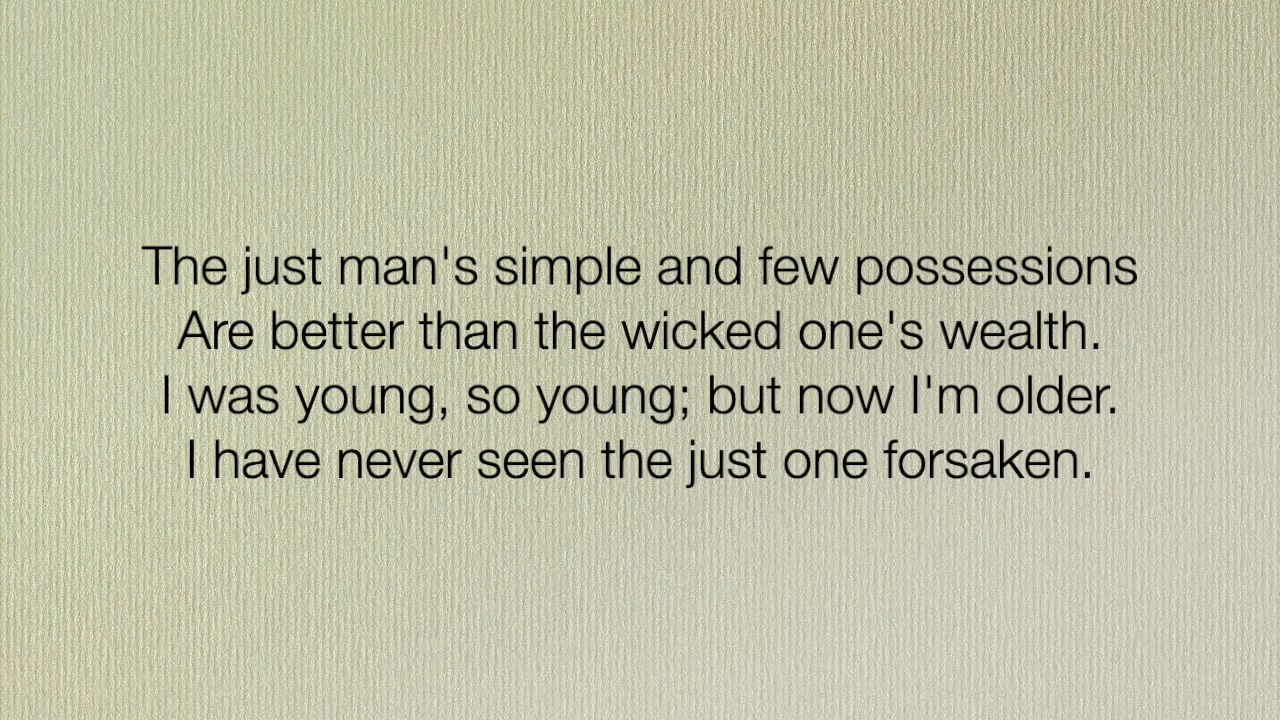 The just man's simple and few possessions
Are better than the wicked one's wealth.
I was young, so young; but now I'm older.
I have never seen the just one forsaken.